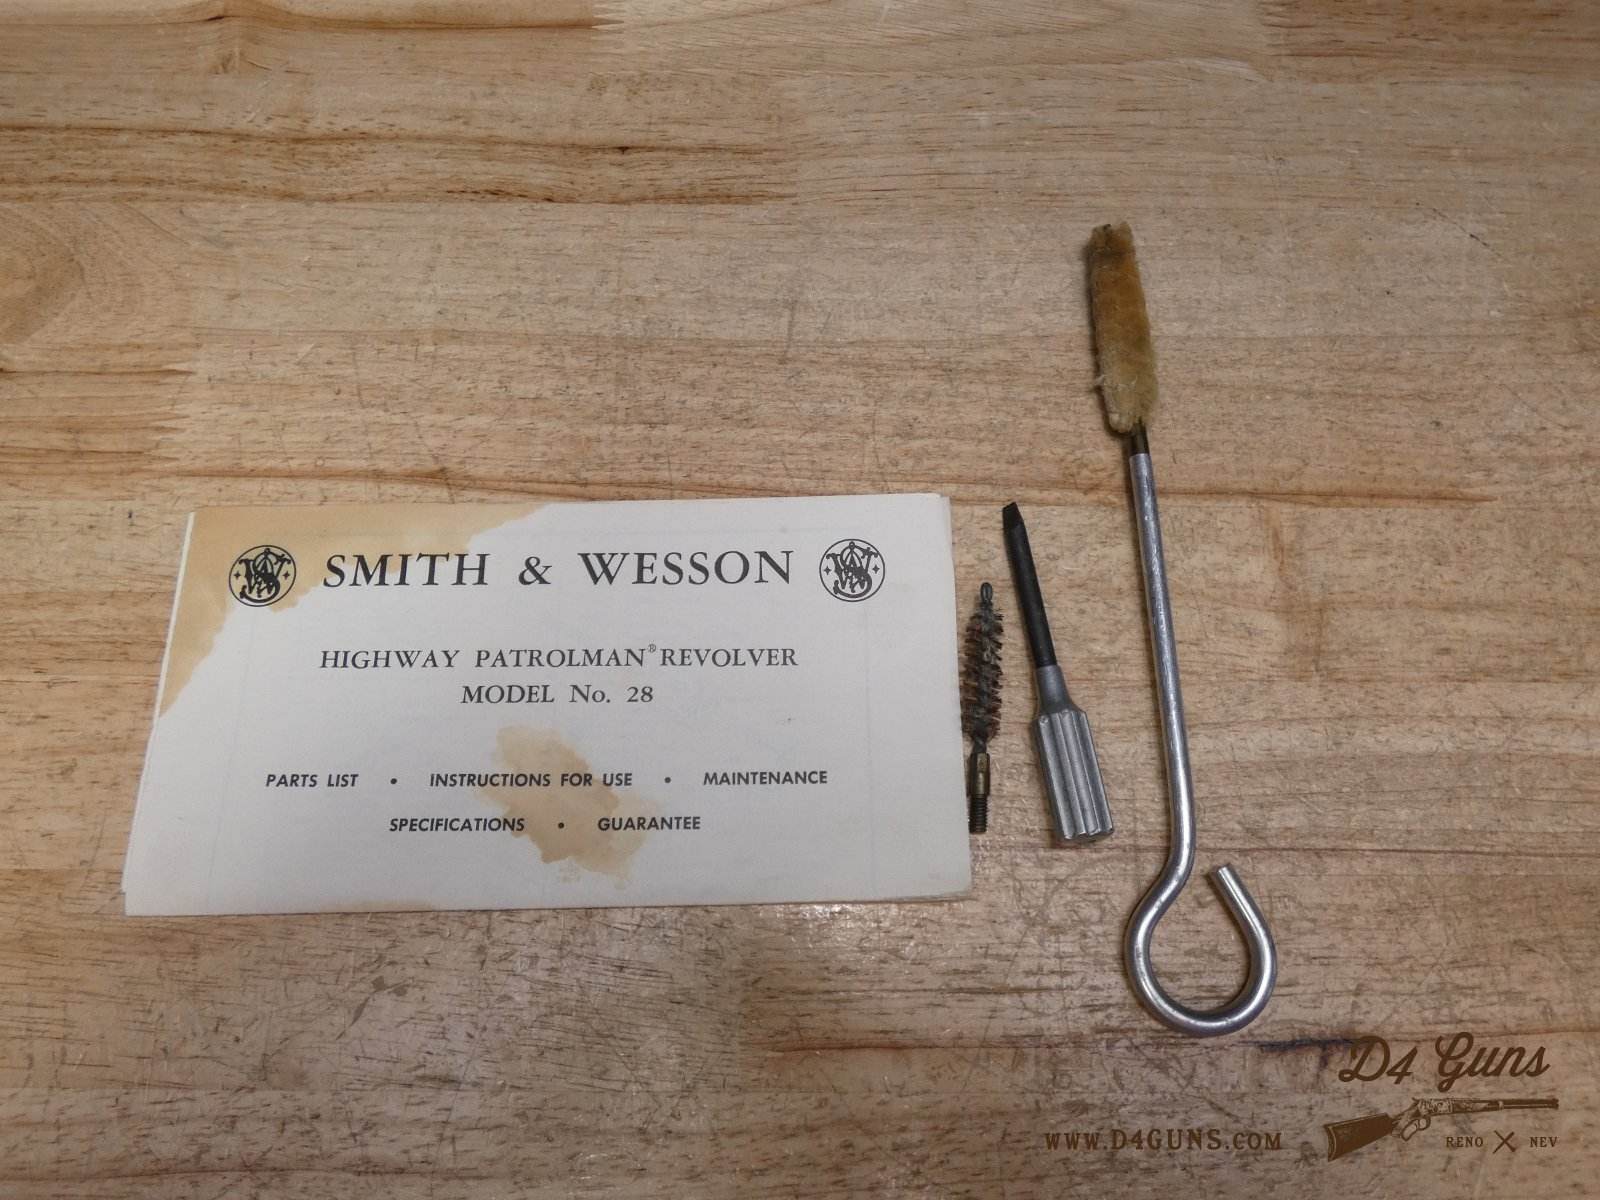 SMITH & WESSON
HIGHWAY PATROLMAN® REVOLVER
MODEL No. 28
PARTS LIST • INSTRUCTIONS FOR USE • MAINTENANCE
SPECIFICATIONS • GUARANTEE
D4 Guns
WWW.D4GUNS.COM
RENO NEV